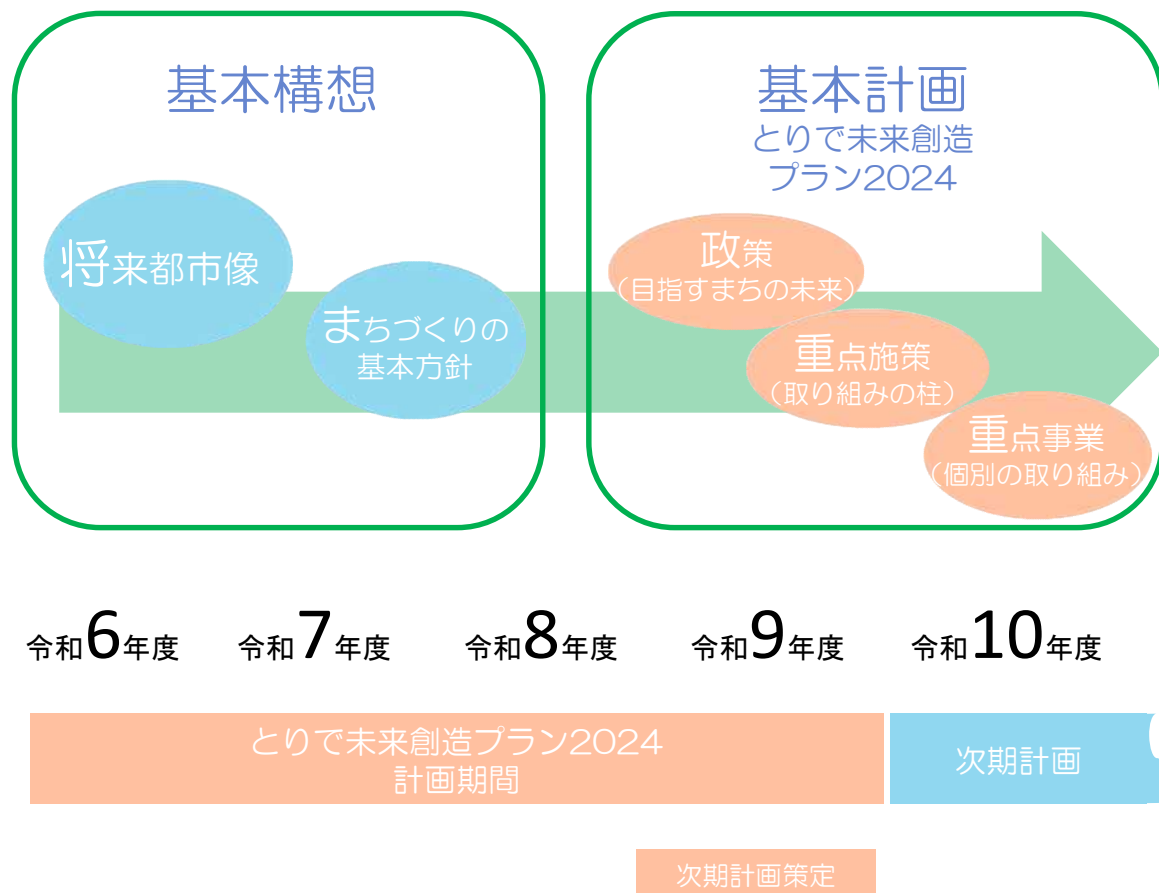 基本構想
将来都市像
まちづくりの
基本方針
基本計画
とりで未来創造
プラン2024
政策
（目指すまちの未来）
重点施策
（取り組みの柱）
重点事業
（個別の取り組み）
令和6年度 令和7年度 令和8年度 令和9年度 令和10年度
とりで未来創造プラン2024
計画期間
次期計画
次期計画策定